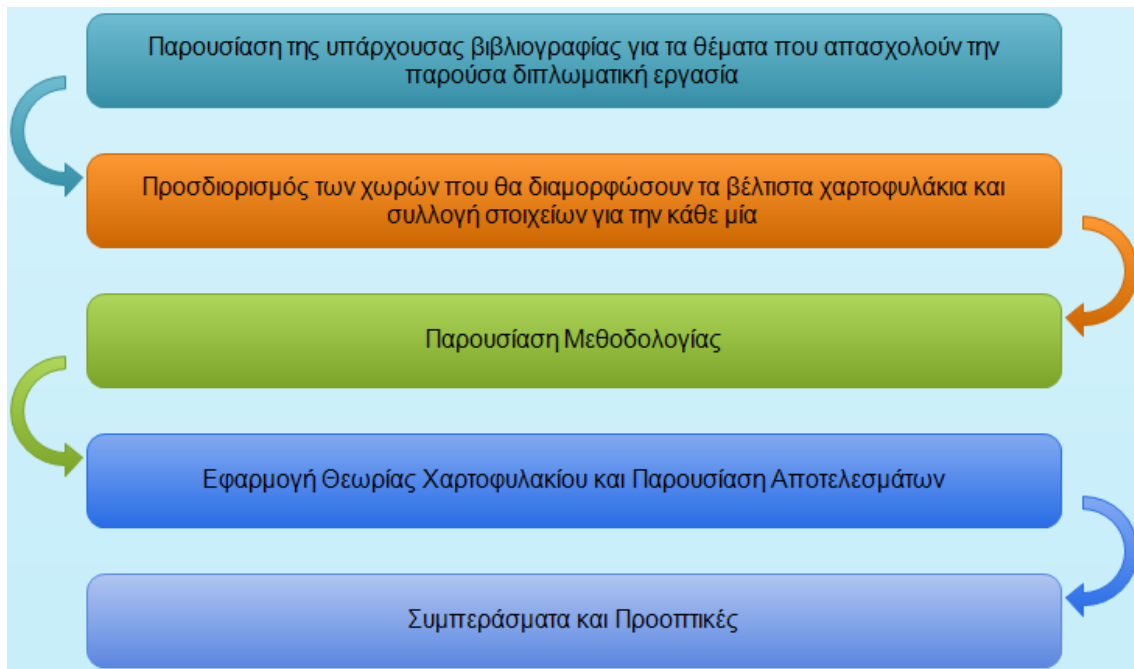 Παρουσίαση της υπάρχουσας βιβλιογραφίας για τα θέματα που απασχολούν την
παρούσα διπλωματική εργασία
Προσδιορισμός των χωρών που θα διαμορφώσουν τα βέλτιστα χαρτοφυλάκια και
συλλογή στοιχείων για την κάθε μία
Παρουσίαση Μεθοδολογίας
Εφαρμογή Θεωρίας Χαρτοφυλακίου και Παρουσίαση Αποτελεσμάτων
Συμπεράσματα και Προοπτικές